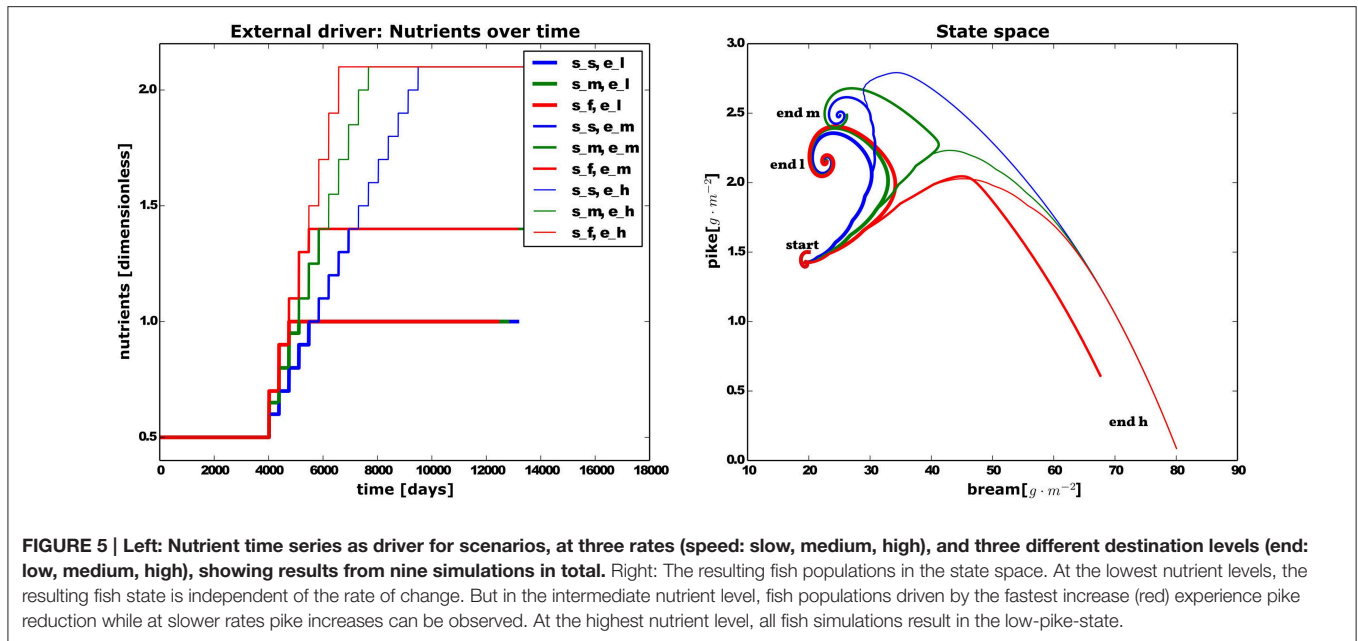 External driver: Nutrients over time
nutrients [dimensionless]
2.0
1.5
1.0
0.5
0
2000
4000
6000
8000
10000
12000
14000
16000
18000
time [days]
s_s, e_l
s_m, e_l
s_f, e_l
s_s, e_m
s_m, e_m
s_f, e_m
s_s, e_h
s_m, e_h
s_f, e_h
State space
pike[g · m⁻²]
3.0
2.5
2.0
1.5
1.0
0.5
0.0
10
20
30
40
50
60
70
80
90
bream[g · m⁻²]
end m
end l
start
end h
FIGURE 5 | Left: Nutrient time series as driver for scenarios, at three rates (speed: slow, medium, high), and three different destination levels (end:
low, medium, high), showing results from nine simulations in total. Right: The resulting fish populations in the state space. At the lowest nutrient levels, the
resulting fish state is independent of the rate of change. But in the intermediate nutrient level, fish populations driven by the fastest increase (red) experience pike
reduction while at slower rates pike increases can be observed. At the highest nutrient level, all fish simulations result in the low-pike-state.